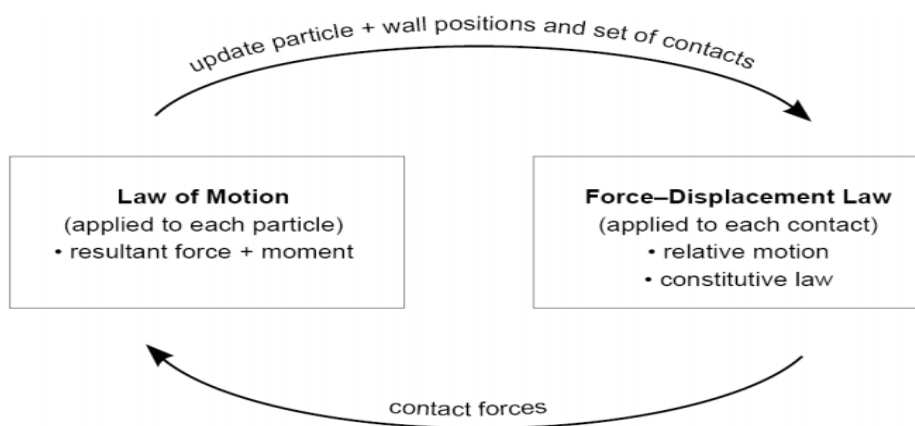 update particle + wall positions and set of contacts
Law of Motion
(applied to each particle)
• resultant force + moment
Force–Displacement Law
(applied to each contact)
• relative motion
• constitutive law
contact forces